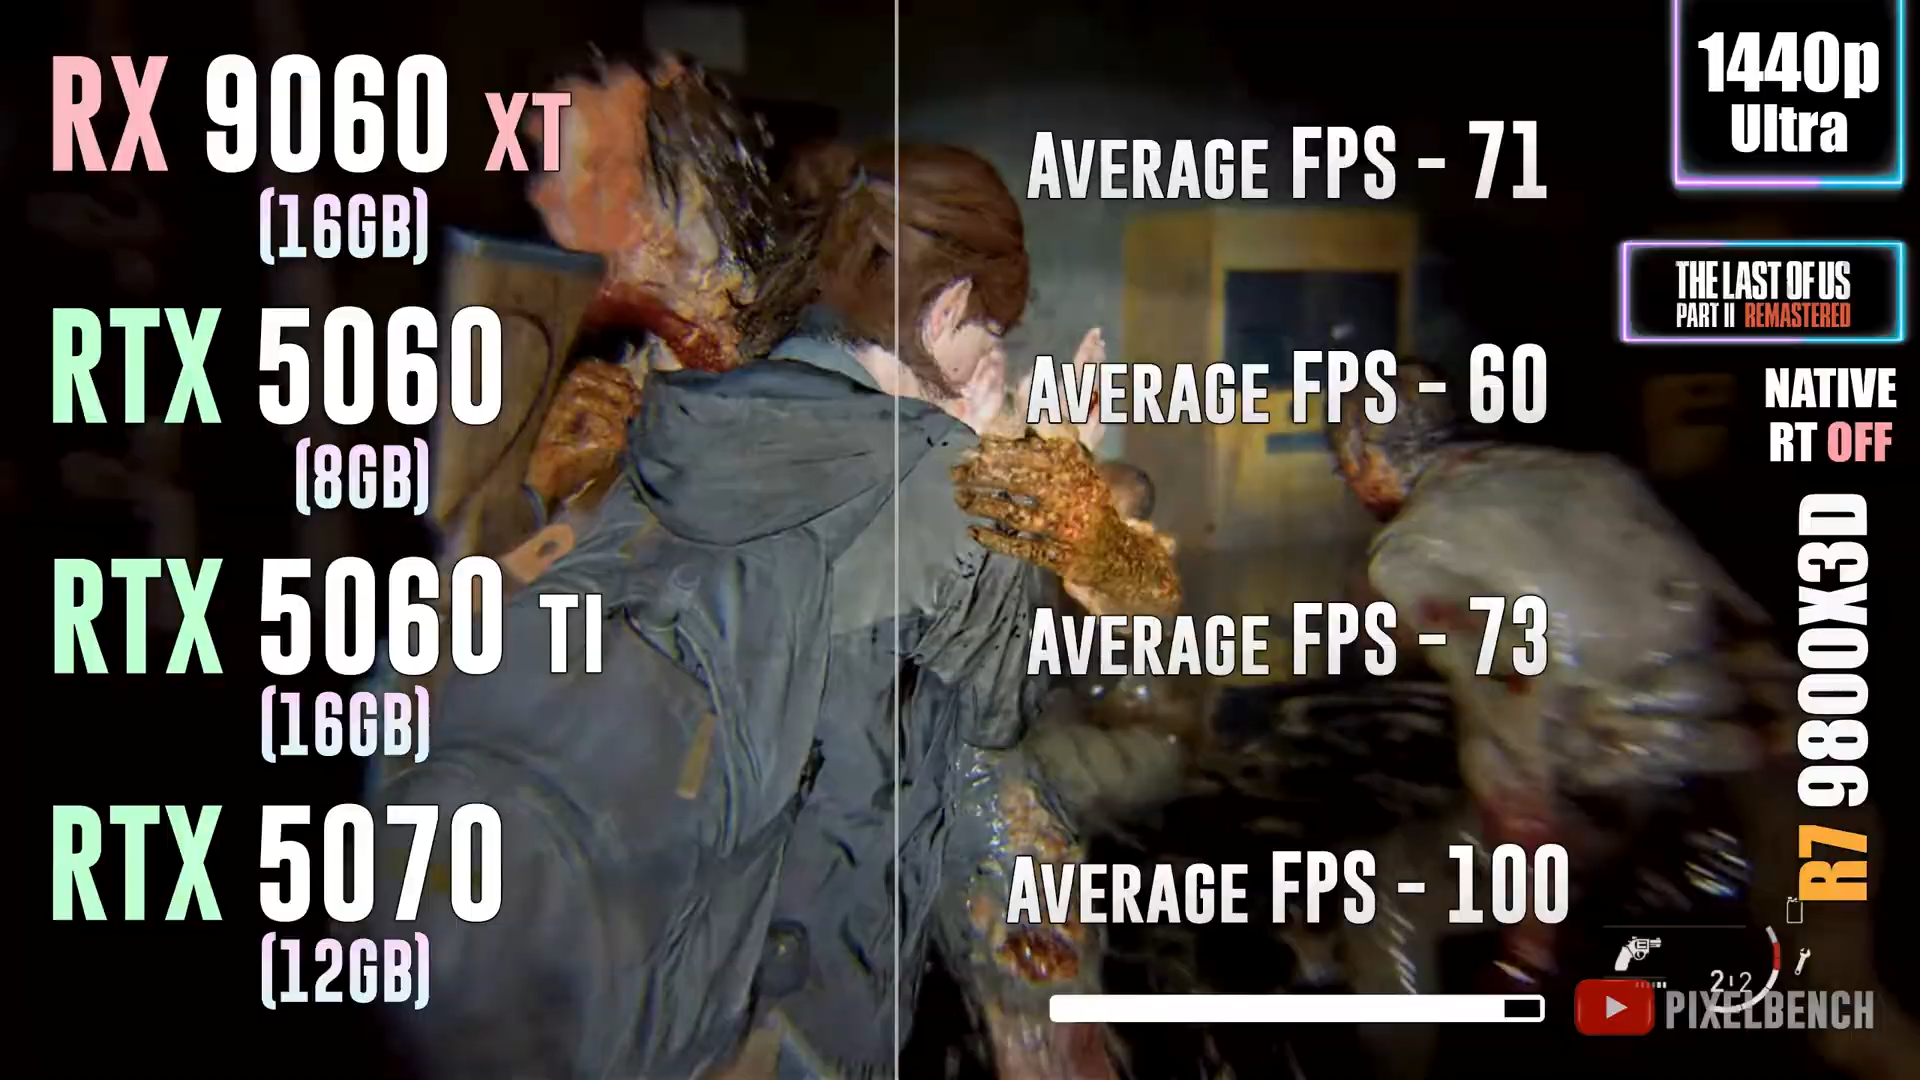 RX 9060 XT
(16GB)
AVERAGE FPS - 71
RTX 5060
(8GB)
AVERAGE FPS - 60
RTX 5060 TI
(16GB)
AVERAGE FPS - 73
RTX 5070
(12GB)
AVERAGE FPS - 100
1440p
Ultra
THE LAST OF US
PART II REMASTERED
NATIVE
RT OFF
R7 9800X3D
2
2
PIXELBENCH